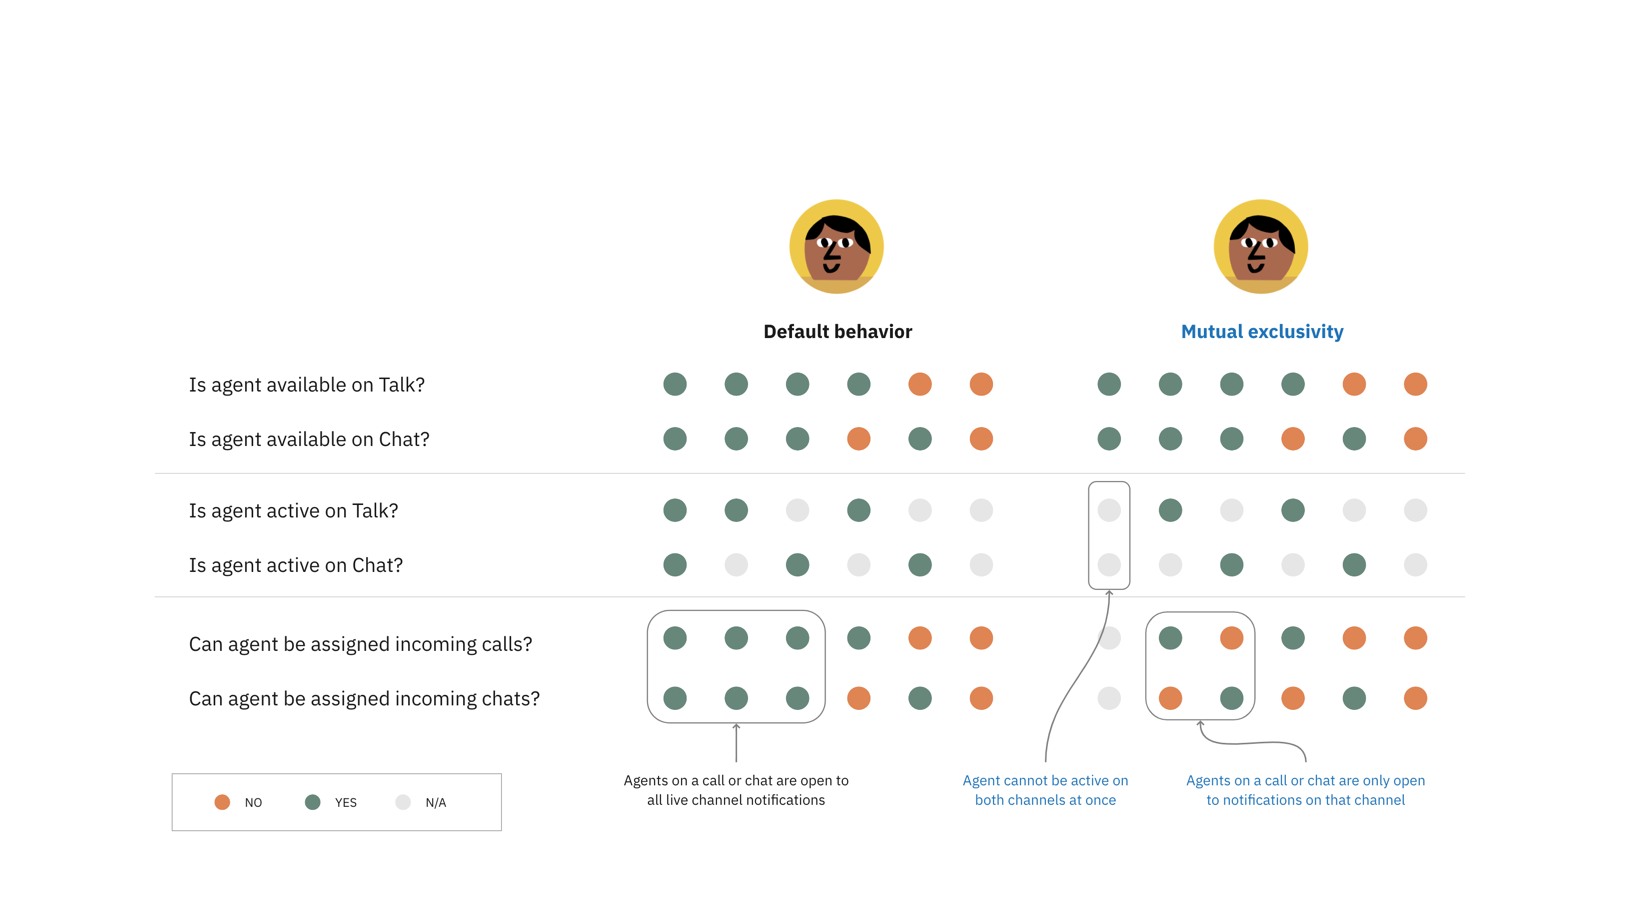 Default behavior
Mutual exclusivity
Is agent available on Talk?
Is agent available on Chat?
Is agent active on Talk?
Is agent active on Chat?
Can agent be assigned incoming calls?
Can agent be assigned incoming chats?
Agents on a call or chat are open to
all live channel notifications
Agent cannot be active on
both channels at once
Agents on a call or chat are only open
to notifications on that channel
NO
YES
N/A